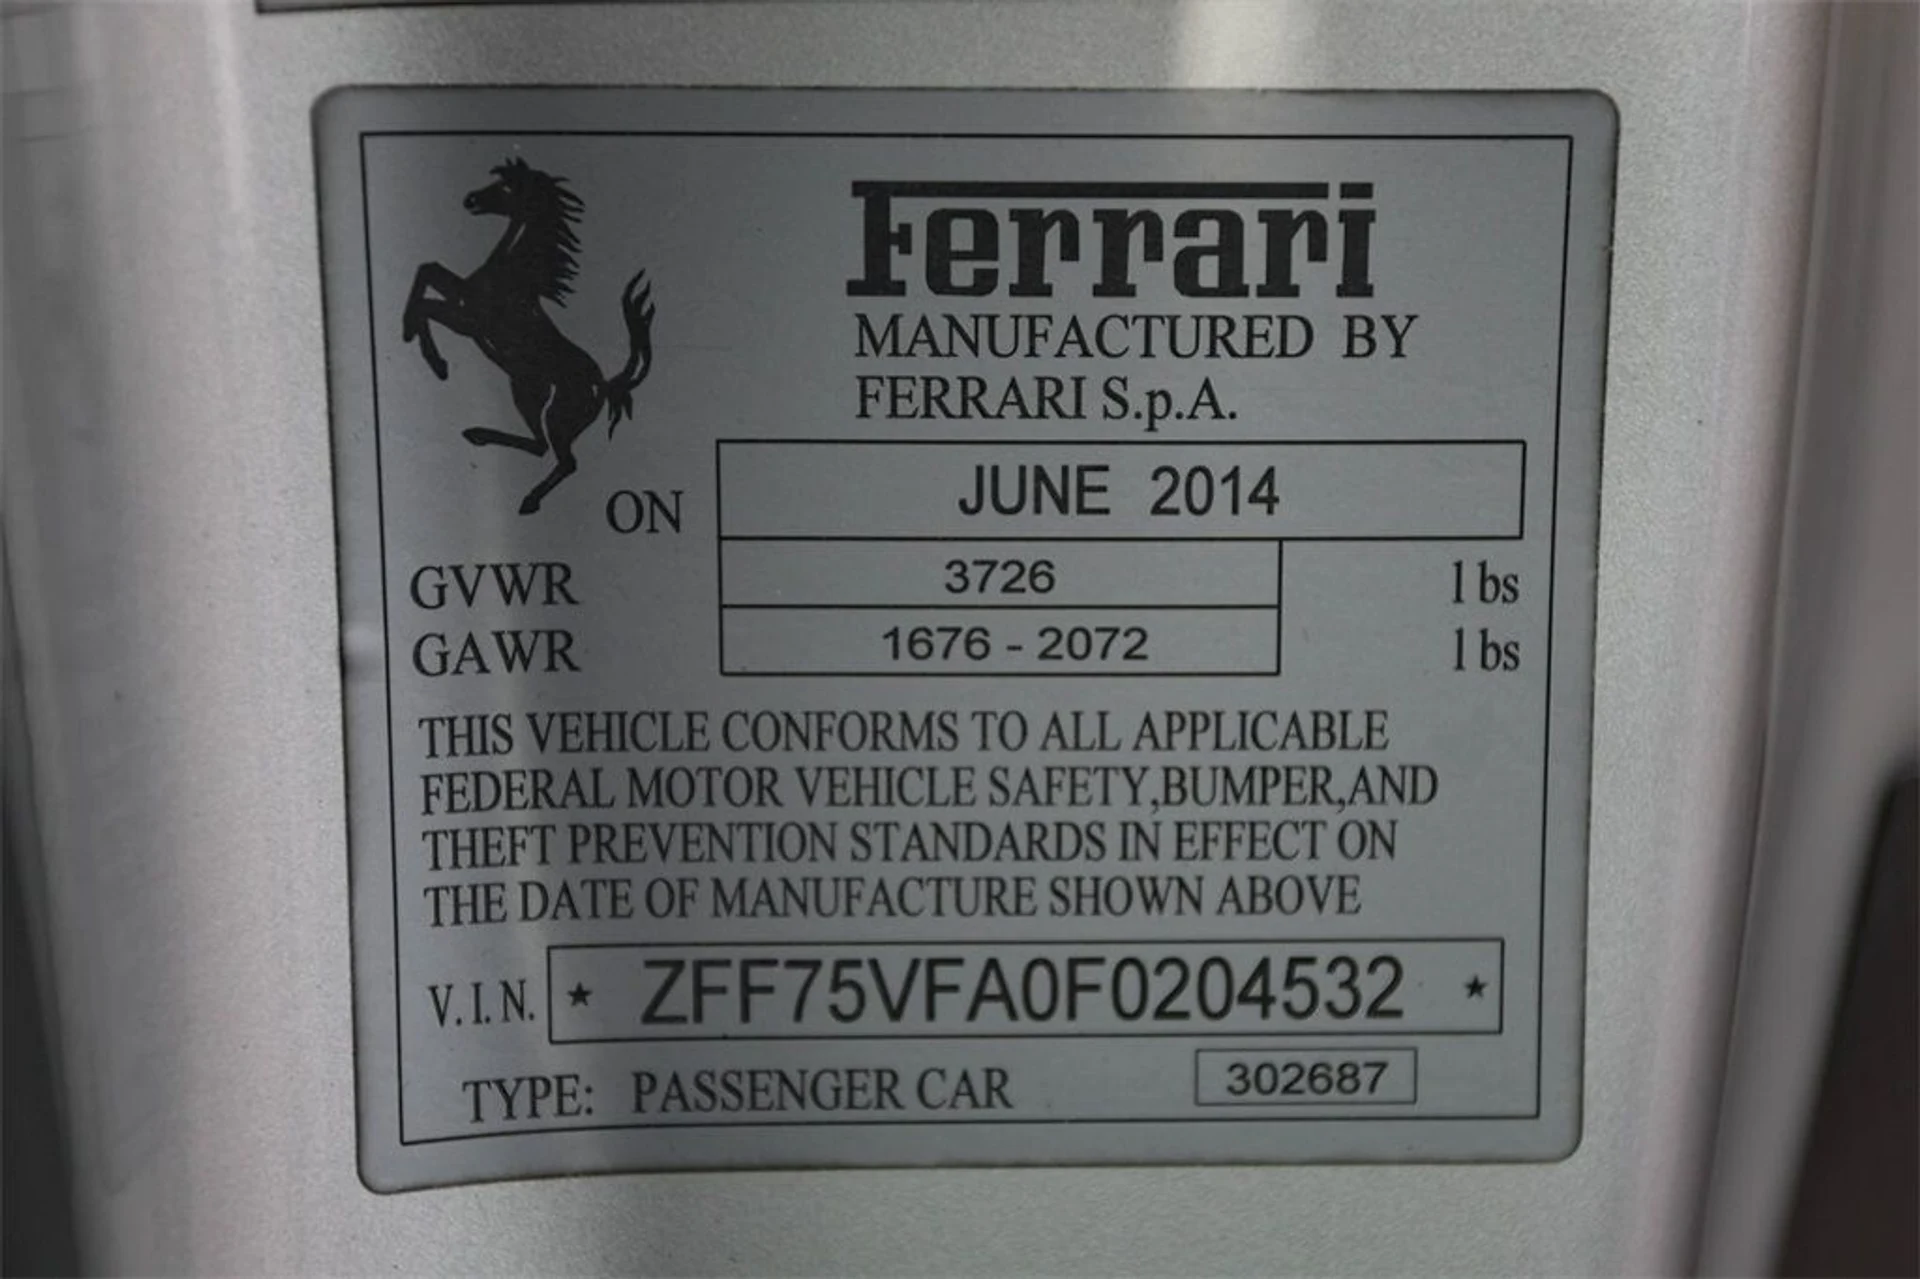 Ferrari
MANUFACTURED BY
FERRARI S.p.A.
ON JUNE 2014
GVWR 3726 lbs
GAWR 1676 - 2072 lbs
THIS VEHICLE CONFORMS TO ALL APPLICABLE
FEDERAL MOTOR VEHICLE SAFETY,BUMPER,AND
THEFT PREVENTION STANDARDS IN EFFECT ON
THE DATE OF MANUFACTURE SHOWN ABOVE
V.I.N. ★ ZFF75VFA0F0204532 ★
TYPE: PASSENGER CAR 302687